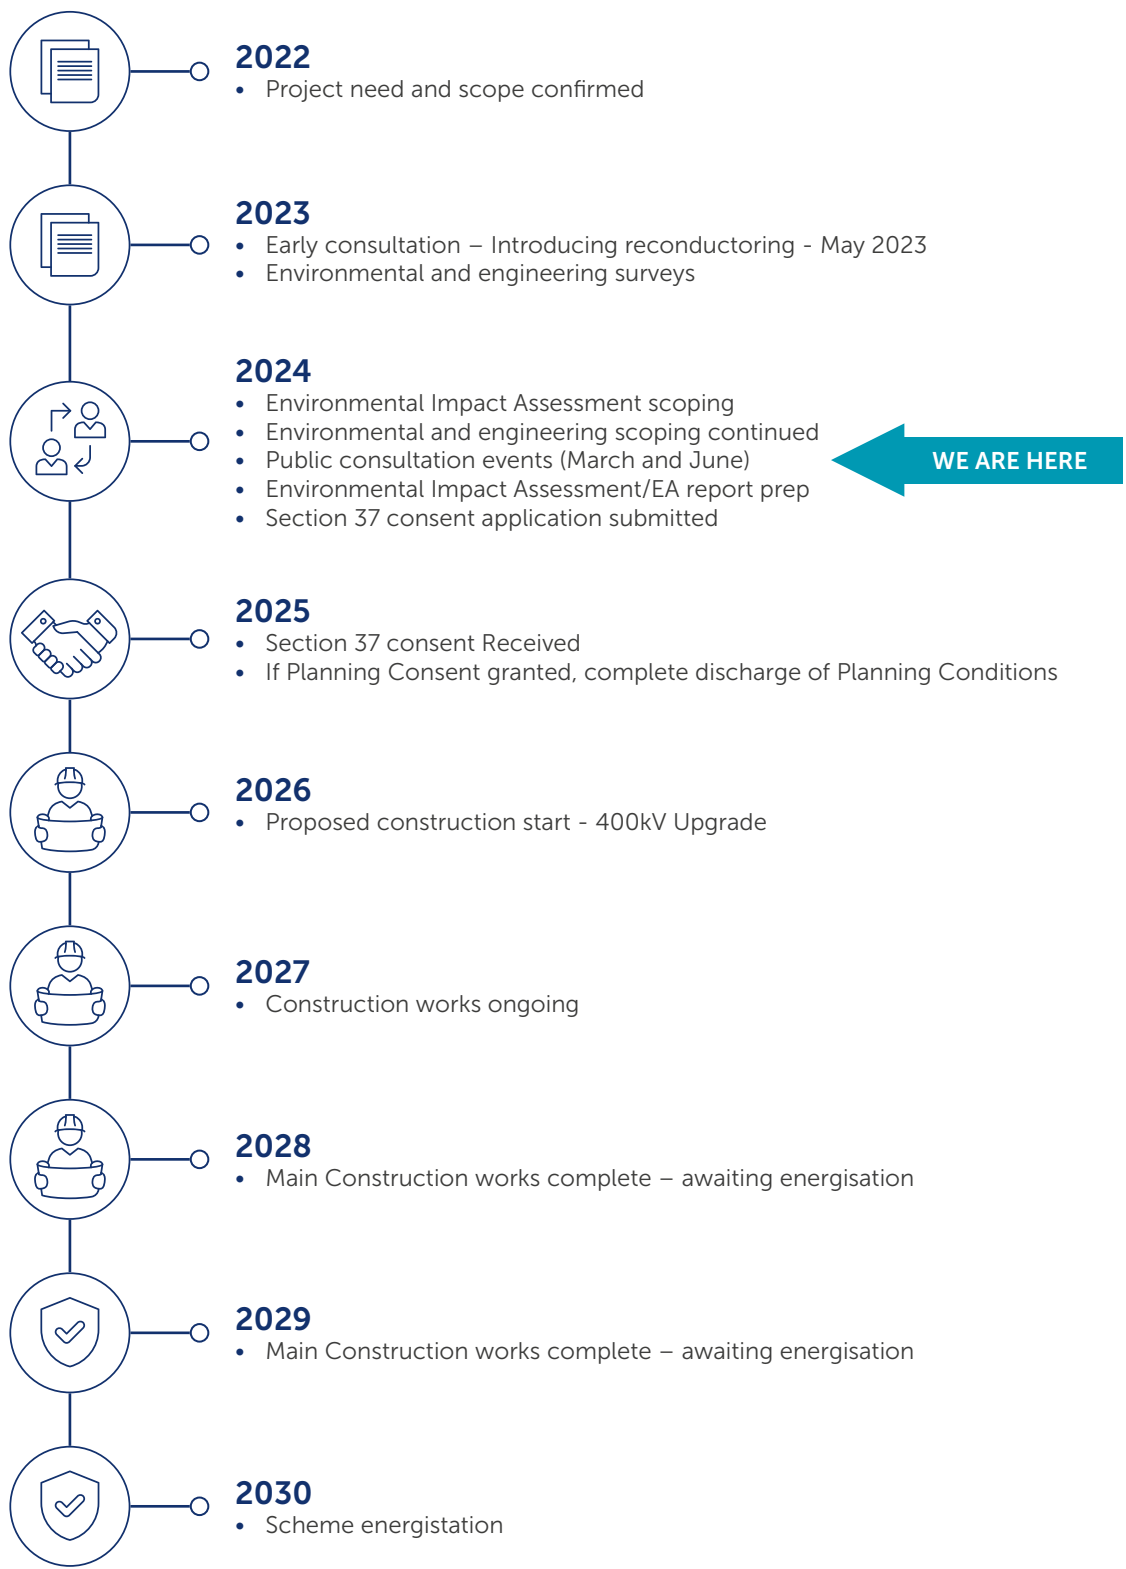 2022
• Project need and scope confirmed
2023
• Early consultation – Introducing reconductoring - May 2023
• Environmental and engineering surveys
2024
• Environmental Impact Assessment scoping
• Environmental and engineering scoping continued
• Public consultation events (March and June)
WE ARE HERE
• Environmental Impact Assessment/EA report prep
• Section 37 consent application submitted
2025
• Section 37 consent Received
• If Planning Consent granted, complete discharge of Planning Conditions
2026
• Proposed construction start - 400kV Upgrade
2027
• Construction works ongoing
2028
• Main Construction works complete – awaiting energisation
2029
• Main Construction works complete – awaiting energisation
2030
• Scheme energistation